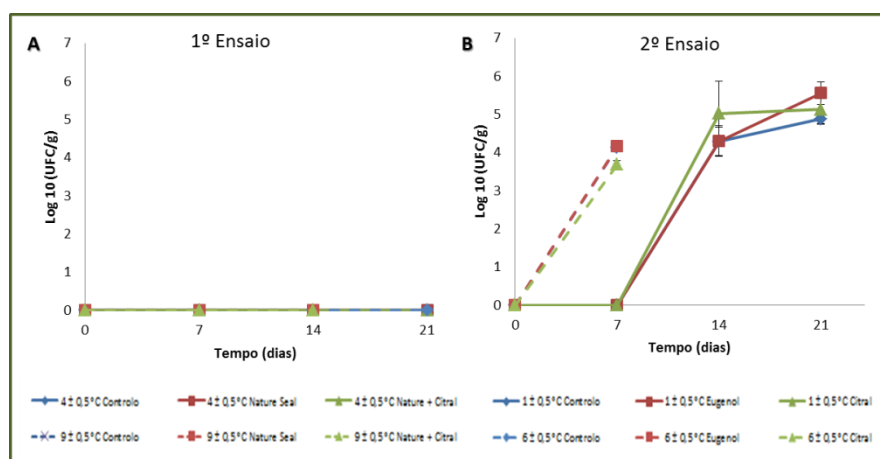 A
1º Ensaio
Log 10 (UFC/g)
7
6
5
4
3
2
1
0
0 7 14 21
Tempo (dias)
4± 0,5°C Controlo
4± 0,5°C Nature Seal
4± 0,5°C Nature + Citral
9± 0,5°C Controlo
9± 0,5°C Nature Seal
9± 0,5°C Nature + Citral
B
2º Ensaio
Log 10 (UFC/g)
7
6
5
4
3
2
1
0
0 7 14 21
Tempo (dias)
1± 0,5°C Controlo
1± 0,5°C Eugenol
1± 0,5°C Citral
6± 0,5°C Controlo
6± 0,5°C Eugenol
6± 0,5°C Citral